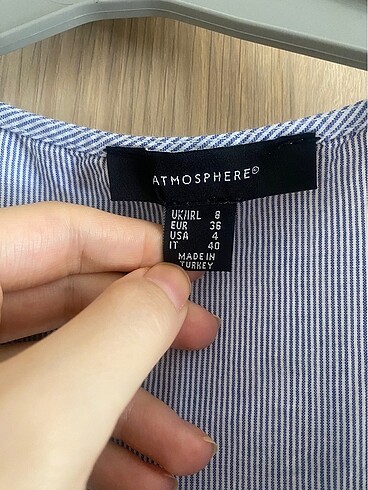 ATMOSPHERE®
UK/IRL 8
EUR 36
USA 4
IT 40
MADE IN
TURKEY